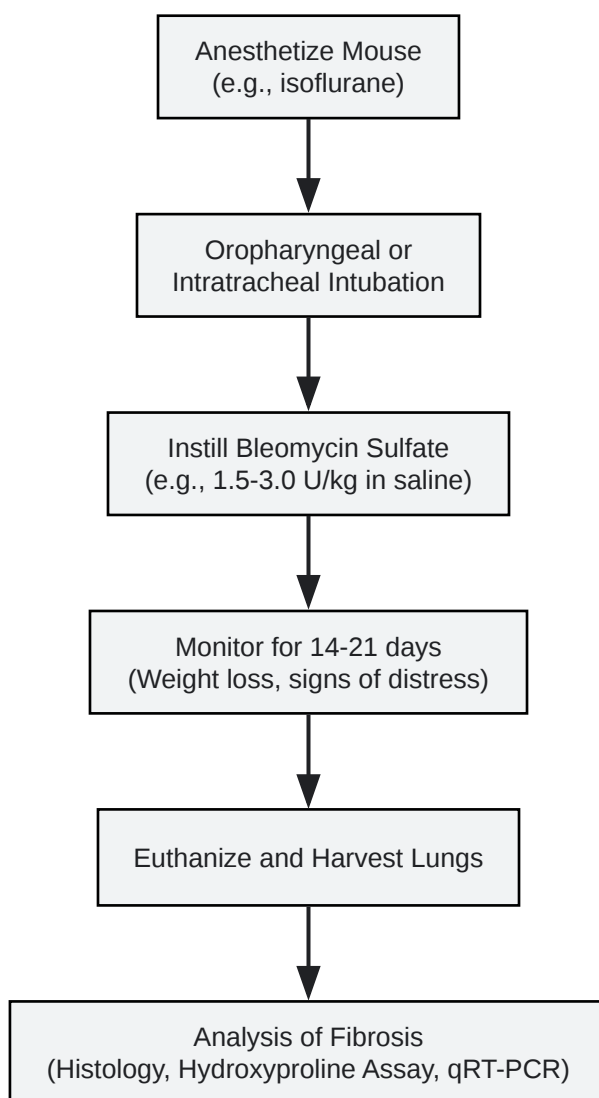 Anesthetize Mouse
(e.g., isoflurane)
Oropharyngeal or
Intratracheal Intubation
Instill Bleomycin Sulfate
(e.g., 1.5-3.0 U/kg in saline)
Monitor for 14-21 days
(Weight loss, signs of distress)
Euthanize and Harvest Lungs
Analysis of Fibrosis
(Histology, Hydroxyproline Assay, qRT-PCR)